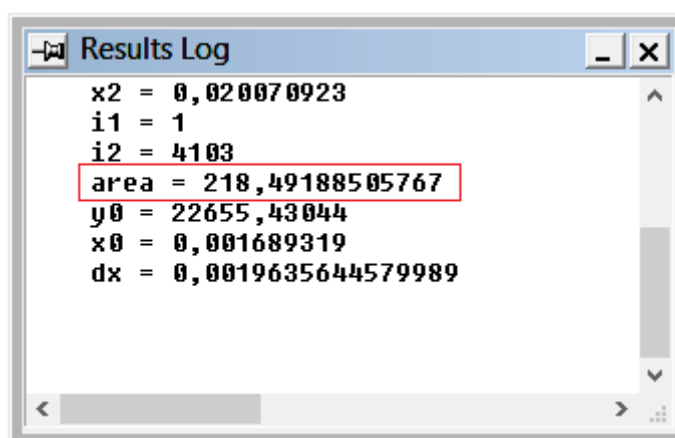 Results Log
x2 = 0,020070923
i1 = 1
i2 = 4103
area = 218,49188505767
y0 = 22655,43044
x0 = 0,001689319
dx = 0,0019635644579989